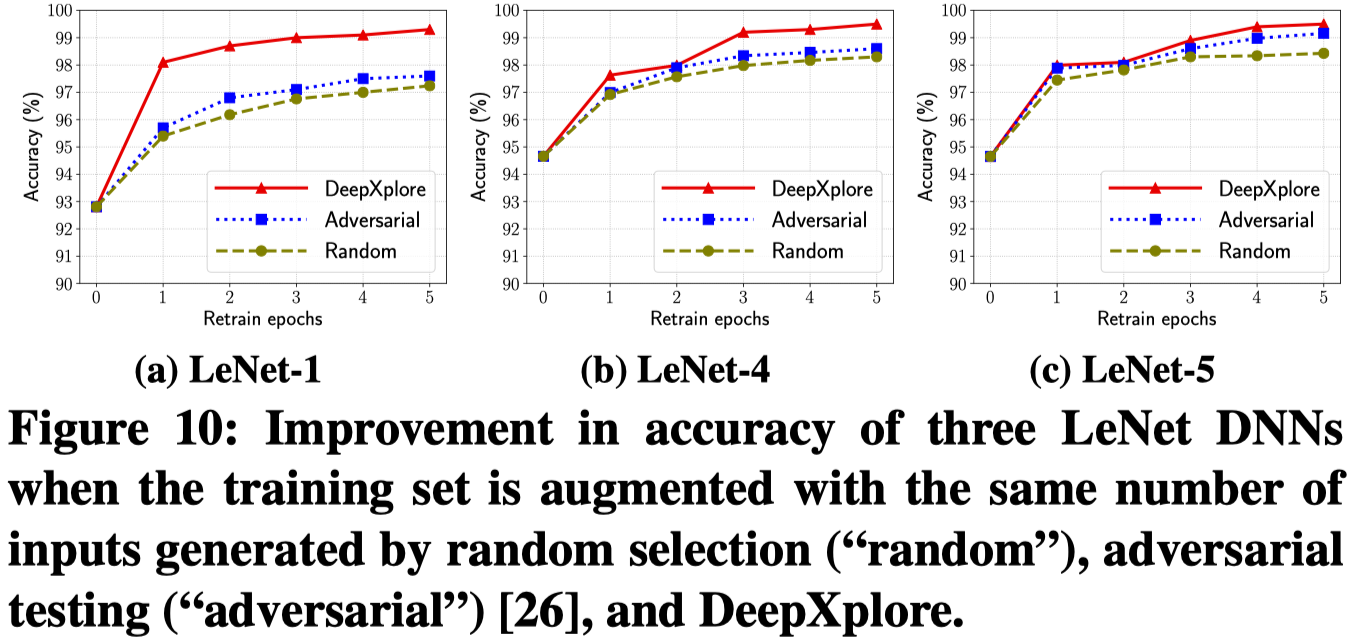 100
99
98
97
96
95
94
93
92
91
90
Accuracy (%)
DeepXplore
Adversarial
Random
0 1 2 3 4 5
Retrain epochs
(a) LeNet-1
100
99
98
97
96
95
94
93
92
91
90
Accuracy (%)
DeepXplore
Adversarial
Random
0 1 2 3 4 5
Retrain epochs
(b) LeNet-4
100
99
98
97
96
95
94
93
92
91
90
Accuracy (%)
DeepXplore
Adversarial
Random
0 1 2 3 4 5
Retrain epochs
(c) LeNet-5
Figure 10: Improvement in accuracy of three LeNet DNNs
when the training set is augmented with the same number of
inputs generated by random selection (“random”), adversarial
testing (“adversarial”) [26], and DeepXplore.